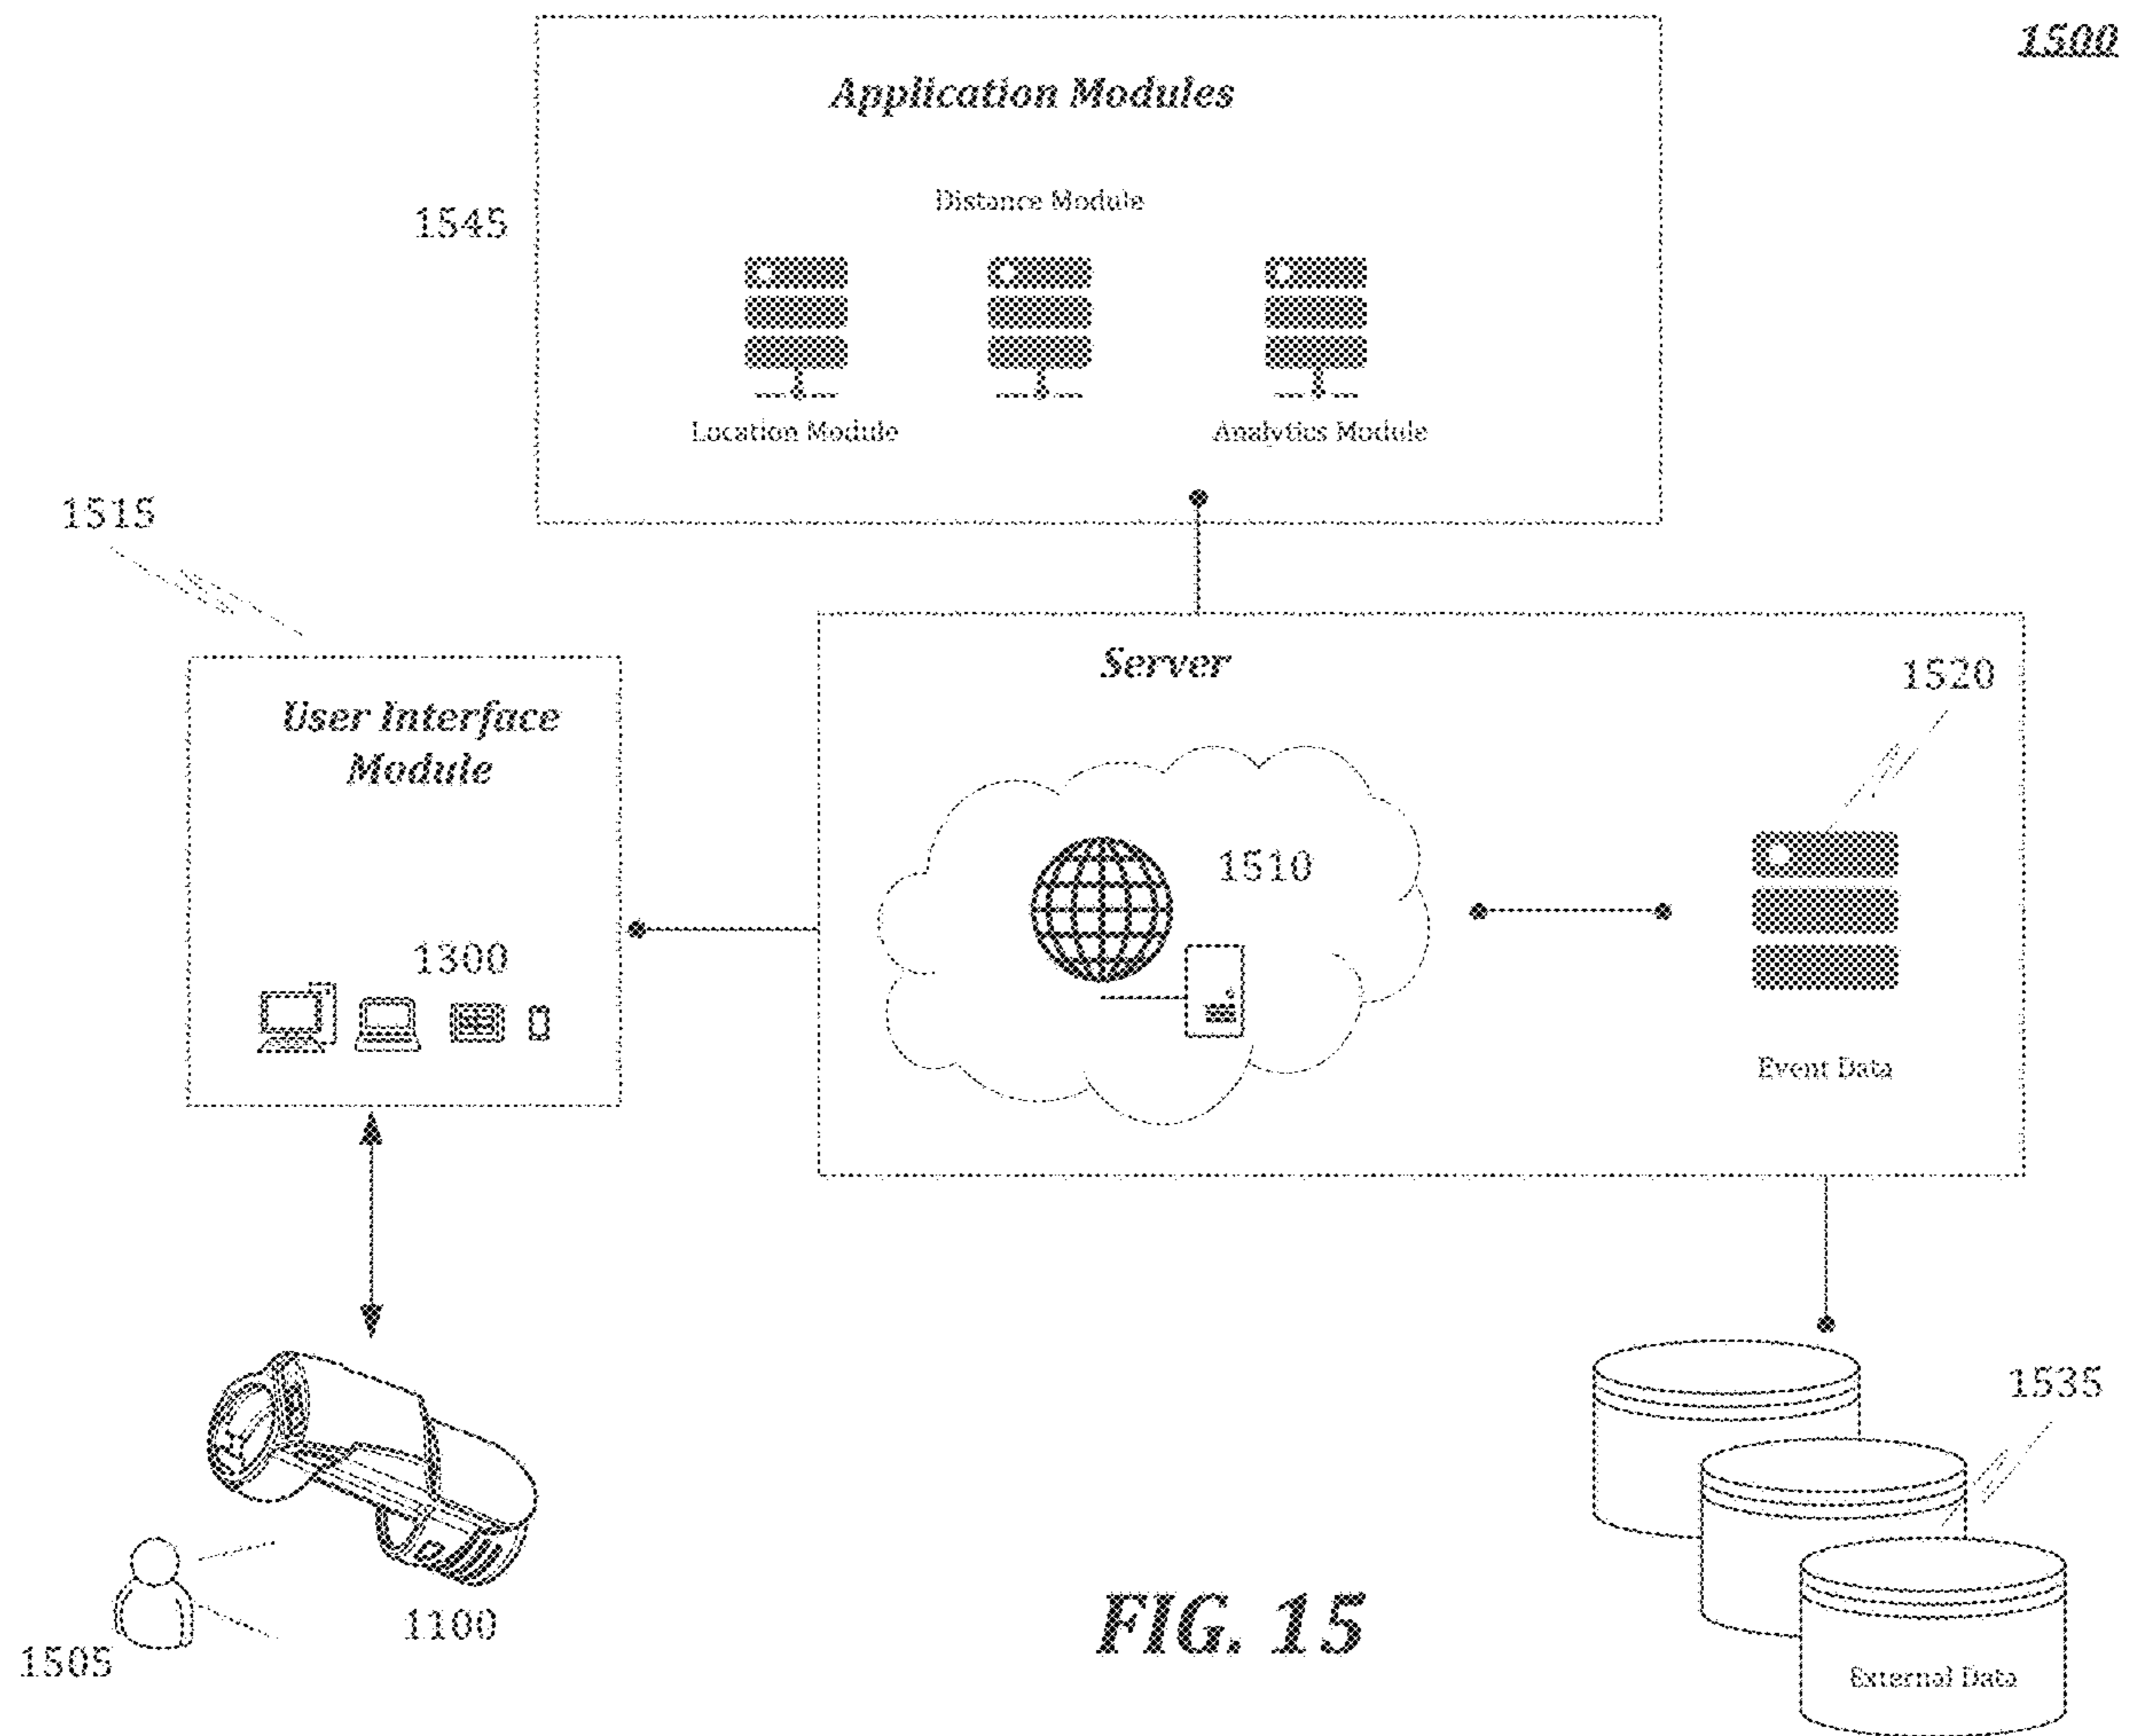 1500
Application Modules
Distance Module
1545
Location Module
Analytics Module
1515
Server
1520
User Interface
Module
1510
1300
Event Data
1535
1100
1505
FIG. 15
External Data